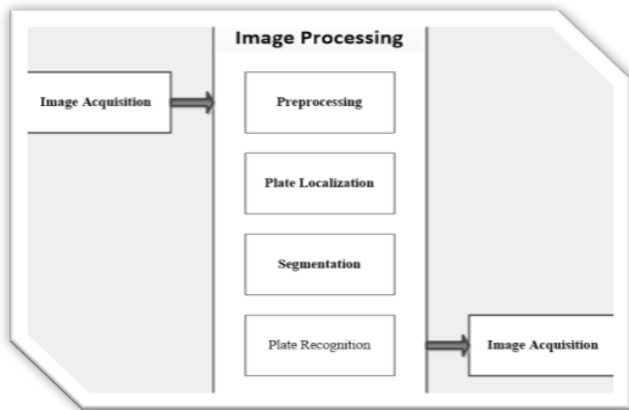 Image Processing
Image Acquisition
Preprocessing
Plate Localization
Segmentation
Plate Recognition
Image Acquisition